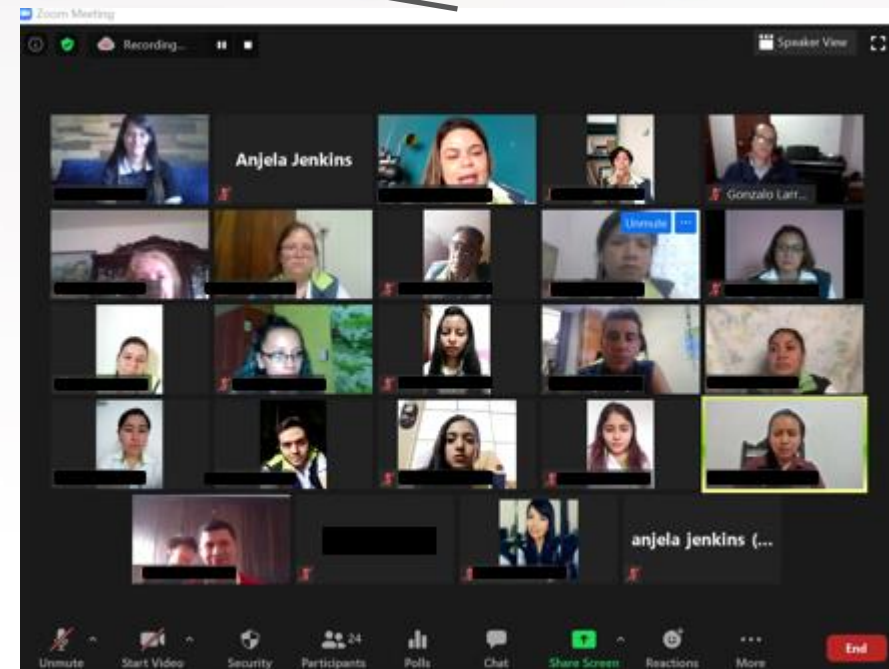 Zoom Meeting
Recording...
Speaker View
Anjela Jenkins
Gonzalo Larr...
Unmute ...
anjela jenkins (...
Unmute
Start Video
Security
Participants
24
Polls
Chat
Share Screen
Reactions
More
End